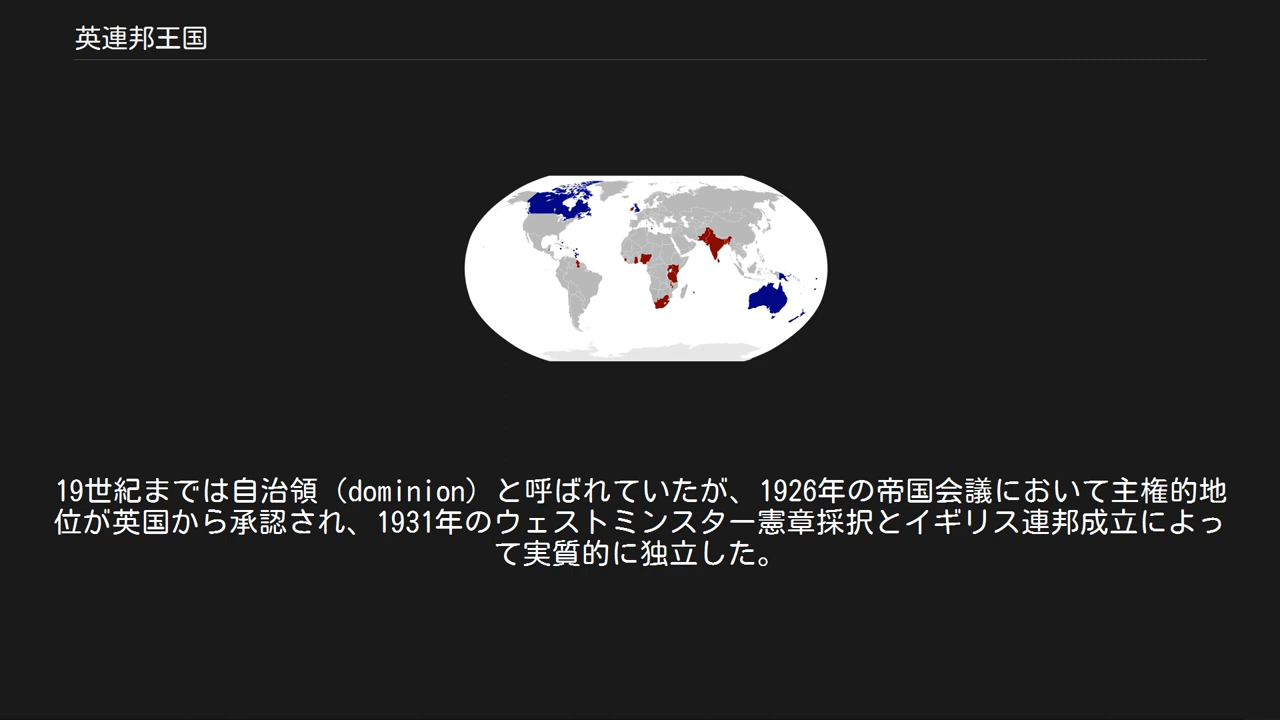 英連邦王国
19世紀までは自治領（dominion）と呼ばれていたが、1926年の帝国会議において主権的地
位が英国から承認され、1931年のウェストミンスター憲章採択とイギリス連邦成立によっ
て実質的に独立した。